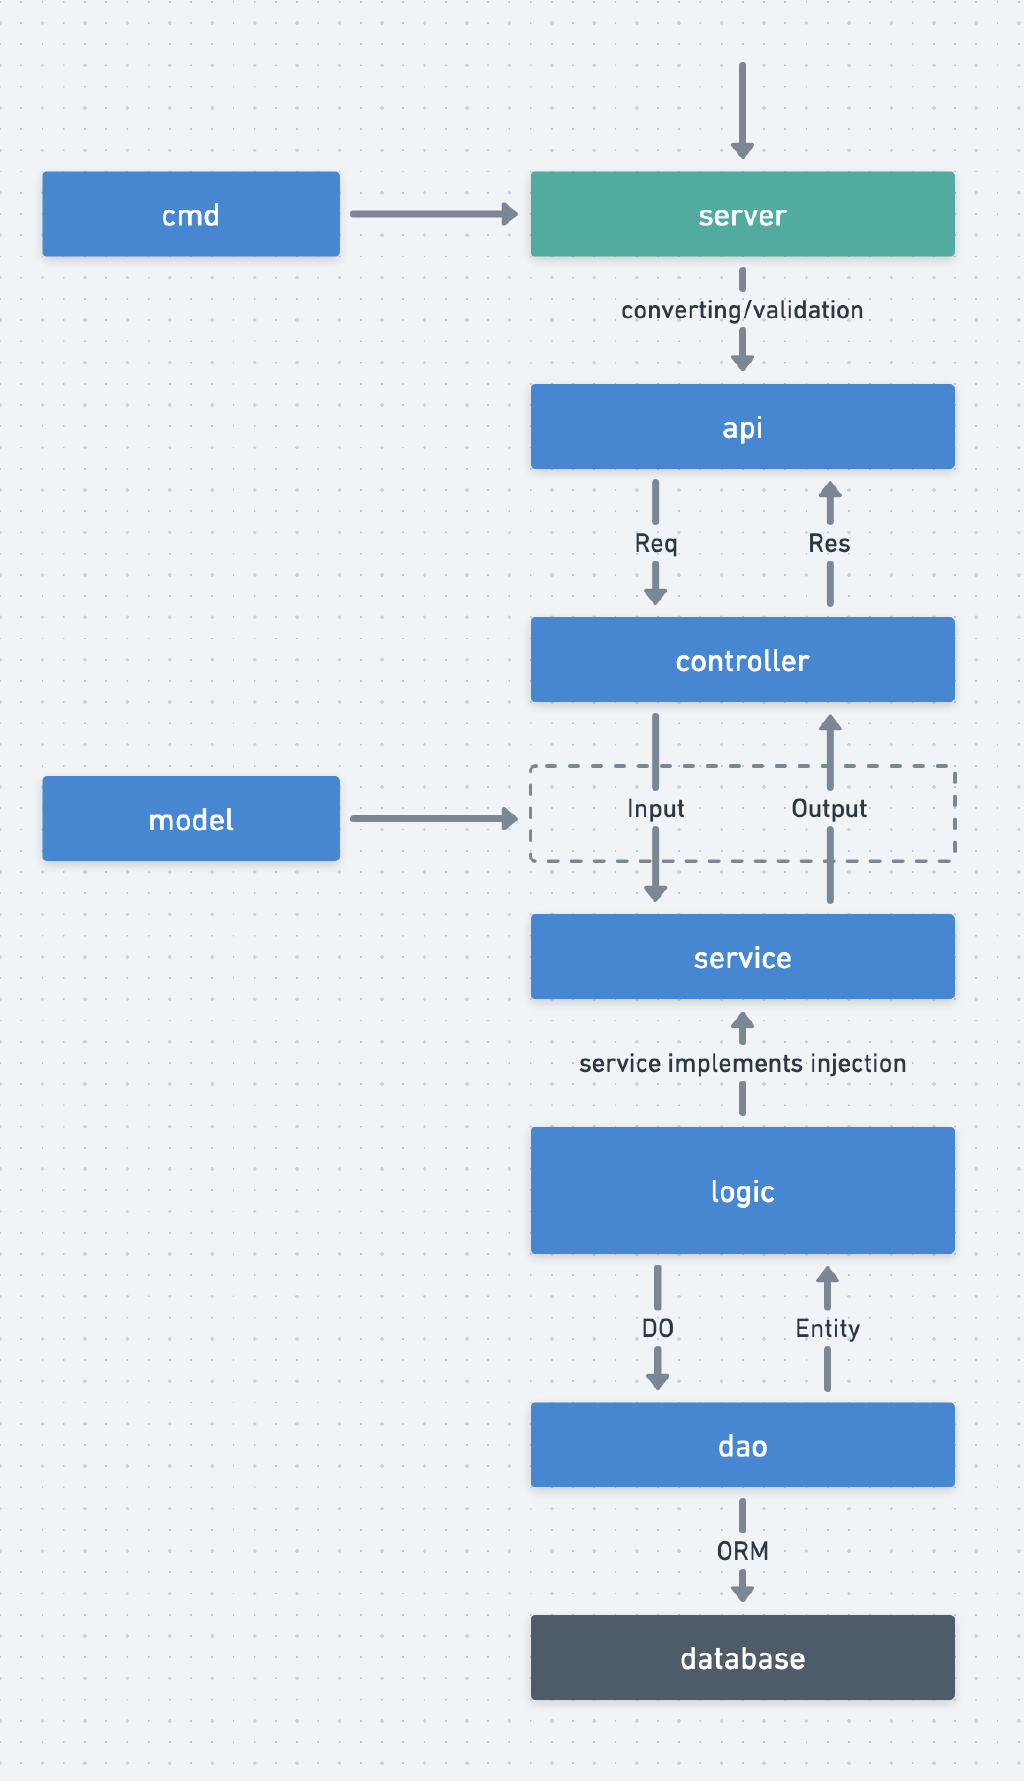 cmd
server
converting/validation
api
Req
Res
controller
model
Input
Output
service
service implements injection
logic
DO
Entity
dao
ORM
database